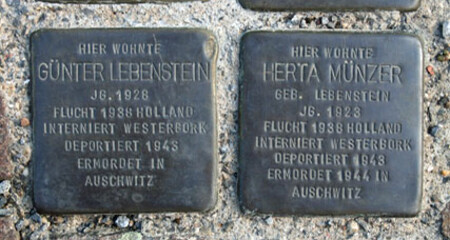 HIER WOHNTE
GÜNTER LEBENSTEIN
JG. 1928
FLUCHT 1938 HOLLAND
INTERNIERT WESTERBORK
DEPORTIERT 1943
ERMORDET IN
AUSCHWITZ
HIER WOHNTE
HERTA MÜNZER
GEB. LEBENSTEIN
JG. 1923
FLUCHT 1938 HOLLAND
INTERNIERT WESTERBORK
DEPORTIERT 1943
ERMORDET 1944 IN
AUSCHWITZ